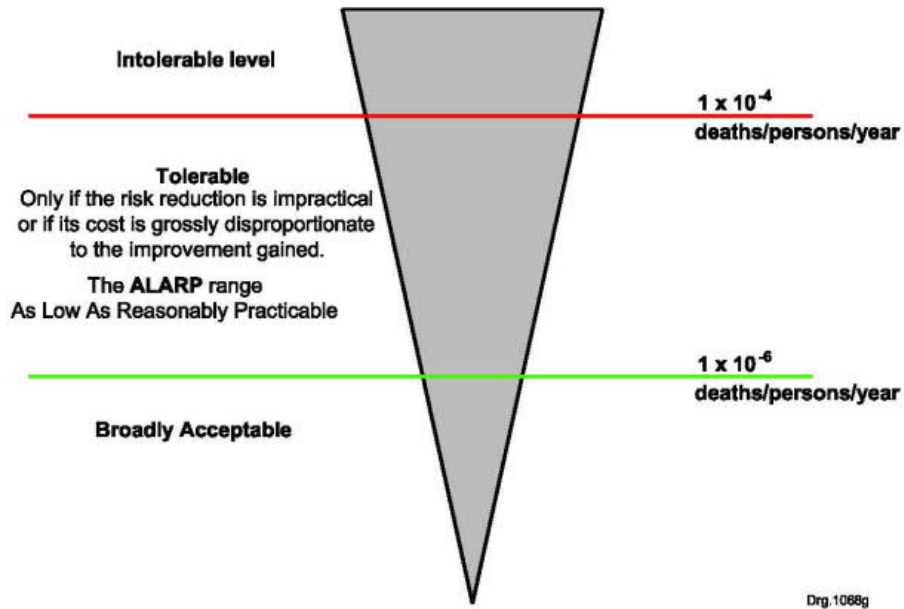 Intolerable level
1 x 10⁻⁴
deaths/persons/year
Tolerable
Only if the risk reduction is impractical
or if its cost is grossly disproportionate
to the improvement gained.
The ALARP range
As Low As Reasonably Practicable
1 x 10⁻⁶
deaths/persons/year
Broadly Acceptable
Drg.1068g